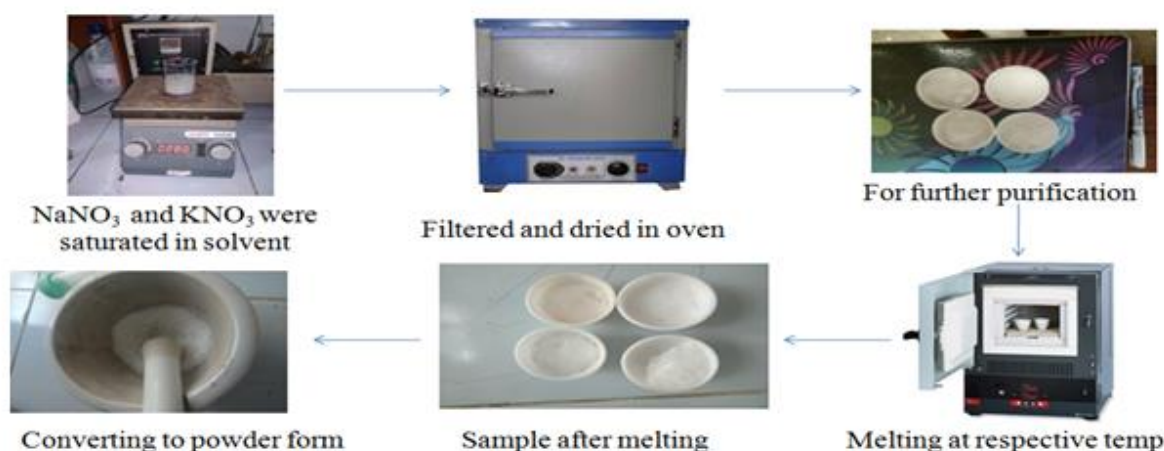 NaNO₃ and KNO₃ were
saturated in solvent
Filtered and dried in oven
For further purification
Melting at respective temp
Sample after melting
Converting to powder form